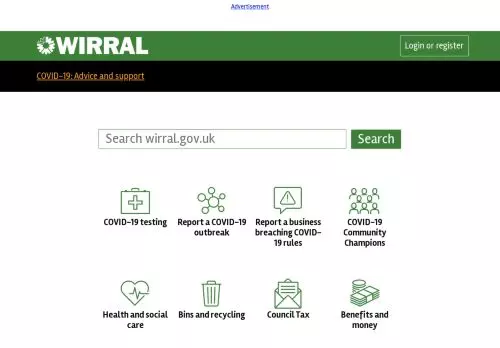 Advertisement
WIRRAL
Login or register
COVID-19: Advice and support
Search wirral.gov.uk
Search
COVID-19 testing
Report a COVID-19
outbreak
Report a business
breaching COVID-
19 rules
COVID-19
Community
Champions
Health and social
care
Bins and recycling
Council Tax
Benefits and
money